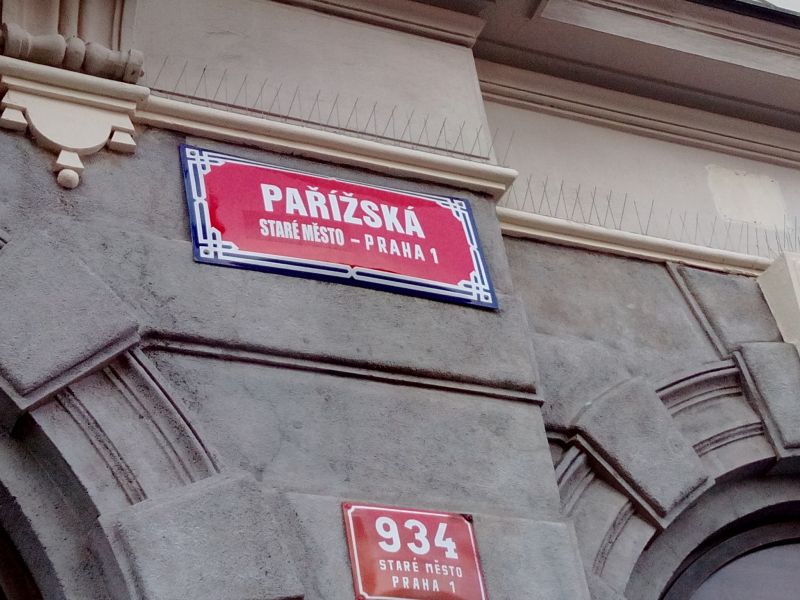 PAŘÍŽSKÁ
STARÉ MĚSTO – PRAHA 1
934
STARÉ MĚSTO
PRAHA 1